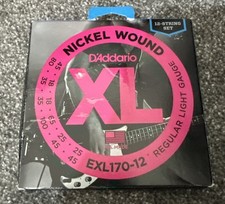 12-STRING SET
NICKEL WOUND
D'Addario
XL
REGULAR LIGHT GAUGE
EXL170-12